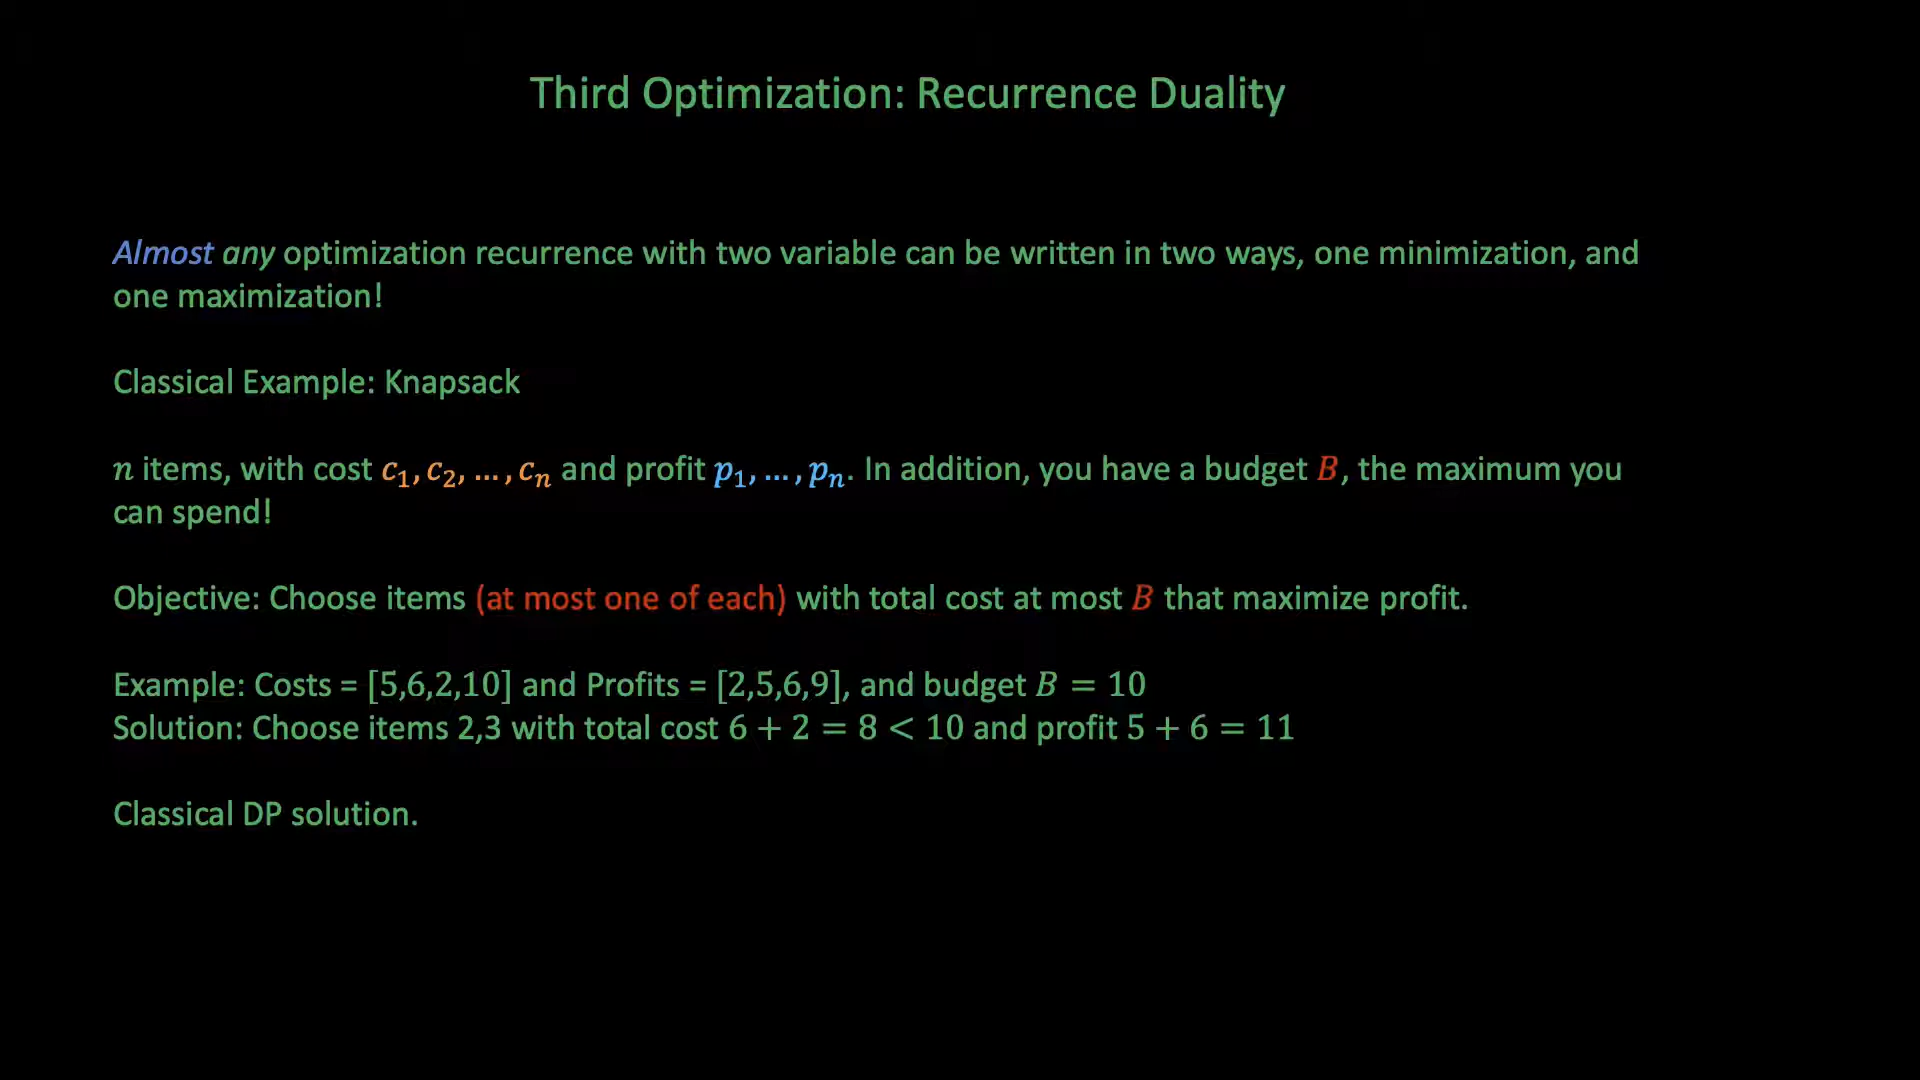 Third Optimization: Recurrence Duality
Almost any optimization recurrence with two variable can be written in two ways, one minimization, and
one maximization!
Classical Example: Knapsack
n items, with cost c₁, c₂, … , cₙ and profit p₁, … , pₙ. In addition, you have a budget B, the maximum you
can spend!
Objective: Choose items (at most one of each) with total cost at most B that maximize profit.
Example: Costs = [5,6,2,10] and Profits = [2,5,6,9], and budget B = 10
Solution: Choose items 2,3 with total cost 6 + 2 = 8 < 10 and profit 5 + 6 = 11
Classical DP solution.